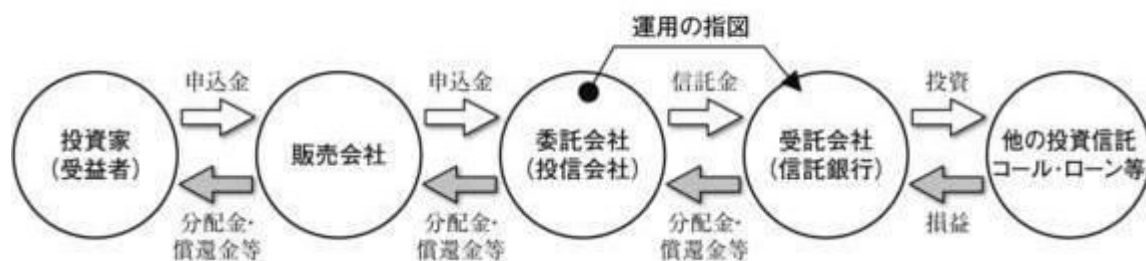 運用の指図
申込金
申込金
信託金
投資
投資家
(受益者)
販売会社
委託会社
(投信会社)
受託会社
(信託銀行)
他の投資信託
コール・ローン等
分配金・
償還金等
分配金・
償還金等
分配金・
償還金等
損益